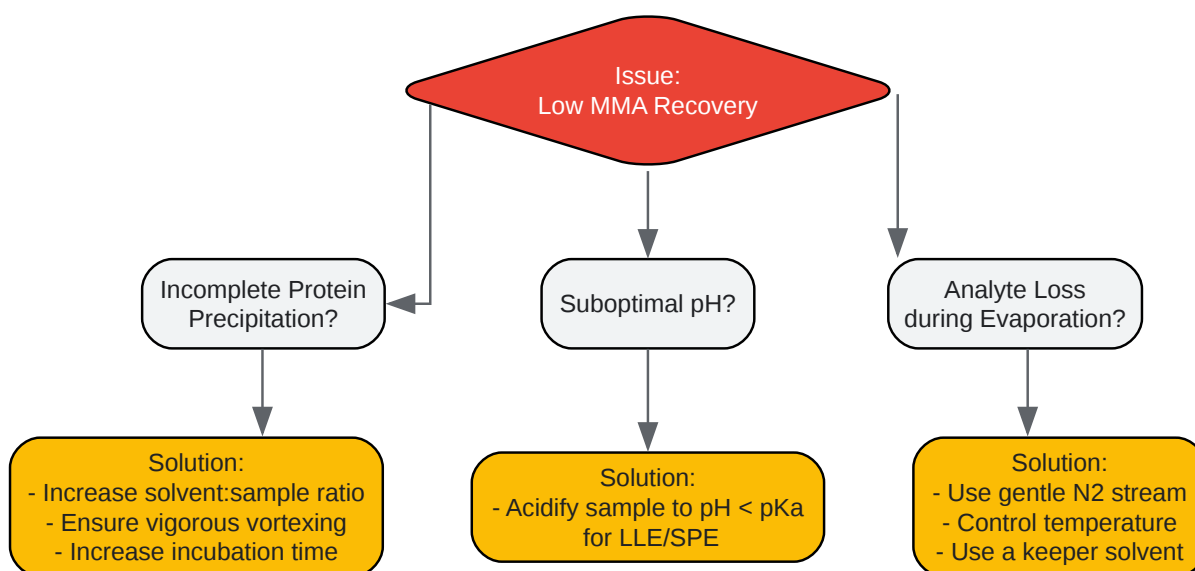 Issue:
Low MMA Recovery
Incomplete Protein
Precipitation?
Suboptimal pH?
Analyte Loss
during Evaporation?
Solution:
- Increase solvent:sample ratio
- Ensure vigorous vortexing
- Increase incubation time
Solution:
- Acidify sample to pH < pKa
for LLE/SPE
Solution:
- Use gentle N2 stream
- Control temperature
- Use a keeper solvent